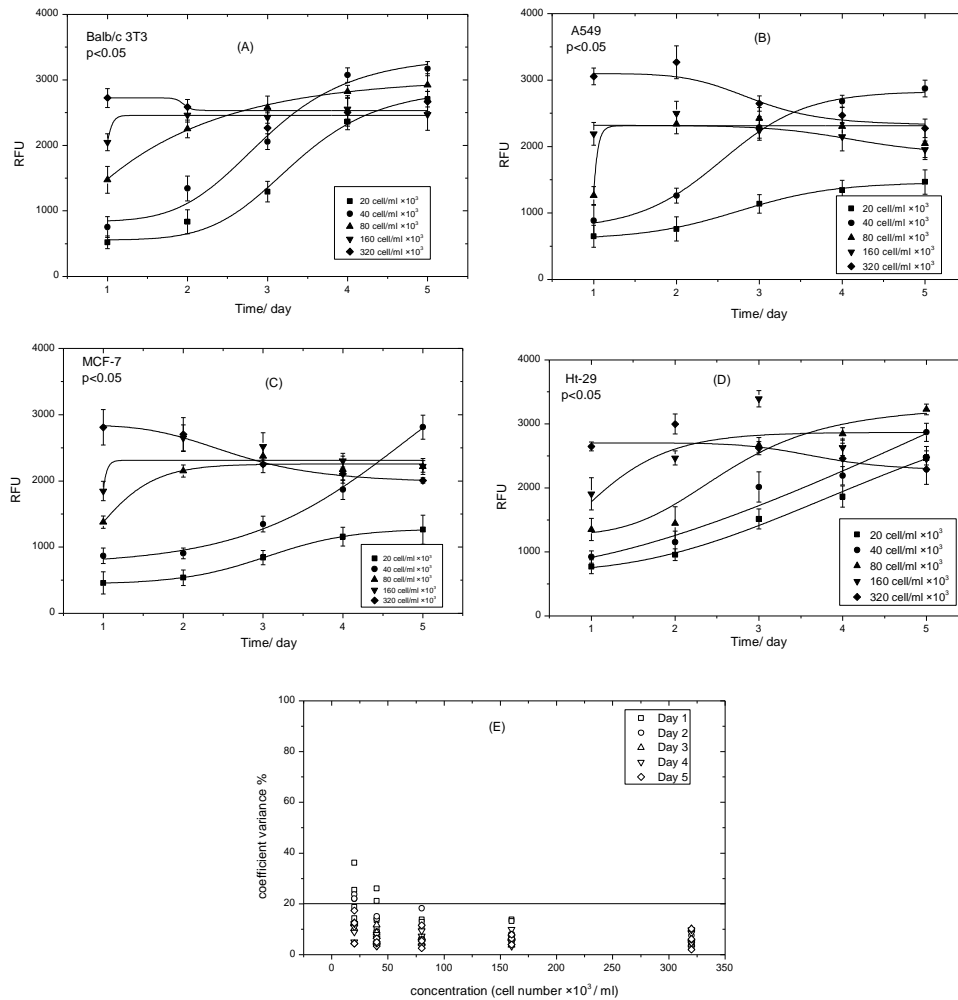 Balb/c 3T3
p<0.05
(A)
RFU
4000
3000
2000
1000
0
1 2 3 4 5
Time/ day
20 cell/ml ×10³
40 cell/ml ×10³
80 cell/ml ×10³
160 cell/ml ×10³
320 cell/ml ×10³
A549
p<0.05
(B)
RFU
4000
3000
2000
1000
0
1 2 3 4 5
Time/ day
20 cell/ml ×10³
40 cell/ml ×10³
80 cell/ml ×10³
160 cell/ml ×10³
320 cell/ml ×10³
MCF-7
p<0.05
(C)
RFU
4000
3000
2000
1000
0
1 2 3 4 5
Time/ day
20 cell/ml ×10³
40 cell/ml ×10³
80 cell/ml ×10³
160 cell/ml ×10³
320 cell/ml ×10³
Ht-29
p<0.05
(D)
RFU
4000
3000
2000
1000
0
1 2 3 4 5
Time/ day
20 cell/ml ×10³
40 cell/ml ×10³
80 cell/ml ×10³
160 cell/ml ×10³
320 cell/ml ×10³
(E)
coefficient variance %
100
80
60
40
20
0
0 50 100 150 200 250 300 350
concentration (cell number ×10³ / ml)
Day 1
Day 2
Day 3
Day 4
Day 5